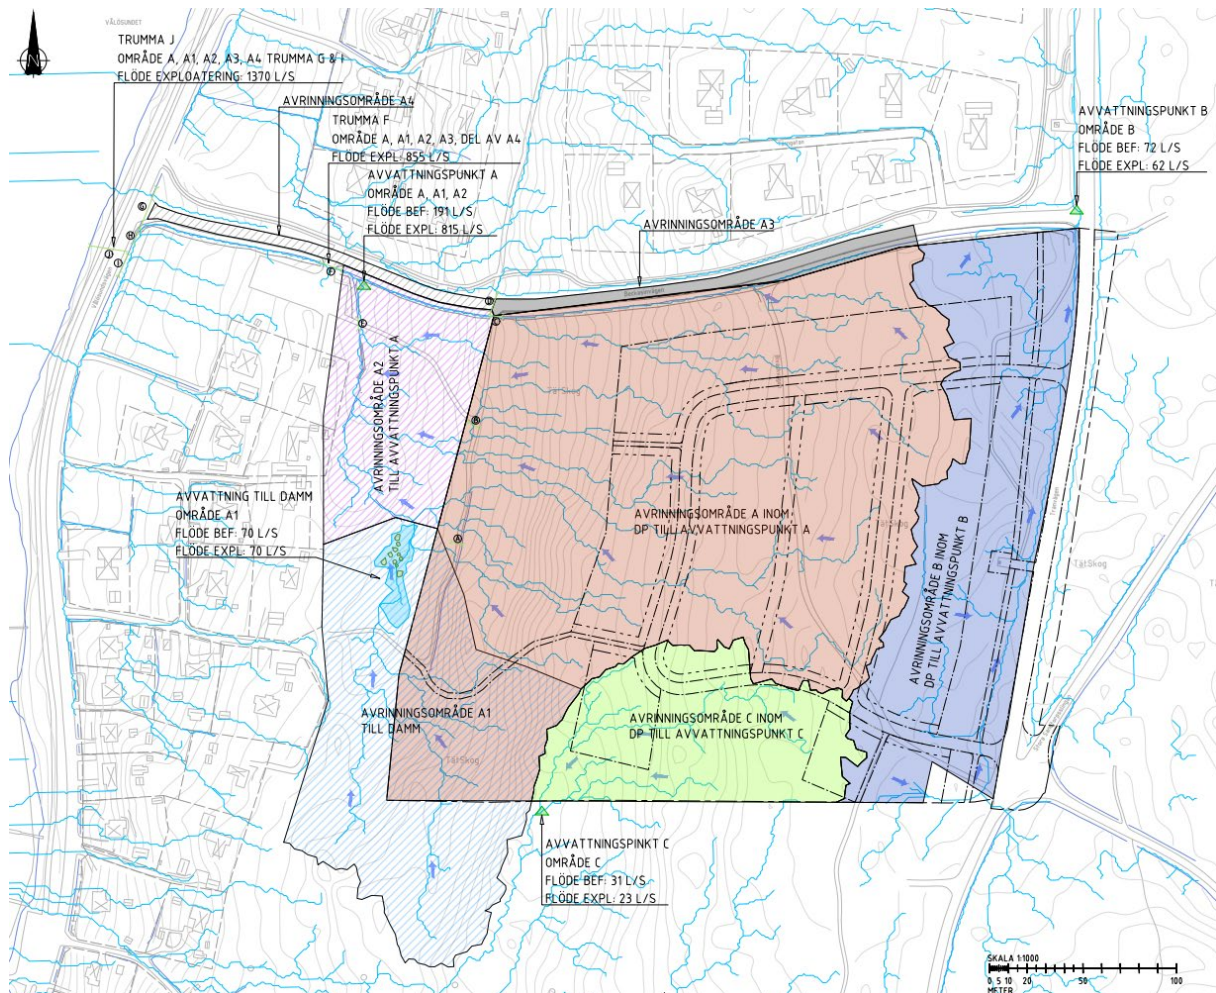 VÅLÖSUNDET
N
TRUMMA J
OMRÅDE A, A1, A2, A3, A4 TRUMMA G & I
FLÖDE EXPLOATERING: 1370 L/S
AVRINNINGSOMRÅDE A4
TRUMMA F
OMRÅDE A, A1, A2, A3, DEL AV A4
FLÖDE EXPL: 855 L/S
AVVATTNINGSPUNKT A
OMRÅDE A, A1, A2
FLÖDE BEF: 191 L/S
FLÖDE EXPL: 815 L/S
AVVATTNINGSPUNKT B
OMRÅDE B
FLÖDE BEF: 72 L/S
FLÖDE EXPL: 62 L/S
AVRINNINGSOMRÅDE A3
G
H
J
I
F
D
C
E
B
A
AVRINNINGSOMRÅDE A2
TILL AVVATTNINGSPUNKT A
TätSkog
AVVATTNING TILL DAMM
OMRÅDE A1
FLÖDE BEF: 70 L/S
FLÖDE EXPL: 70 L/S
AVRINNINGSOMRÅDE A INOM
DP TILL AVVATTNINGSPUNKT A
TätSkog
AVRINNINGSOMRÅDE B INOM
DP TILL AVVATTNINGSPUNKT B
TätSkog
AVRINNINGSOMRÅDE A1
TILL DAMM
TätSkog
AVRINNINGSOMRÅDE C INOM
DP TILL AVVATTNINGSPUNKT C
AVVATTNINGSPINKT C
OMRÅDE C
FLÖDE BEF: 31 L/S
FLÖDE EXPL: 23 L/S
SKALA 1:1000
0 5 10 20 50 100
METER